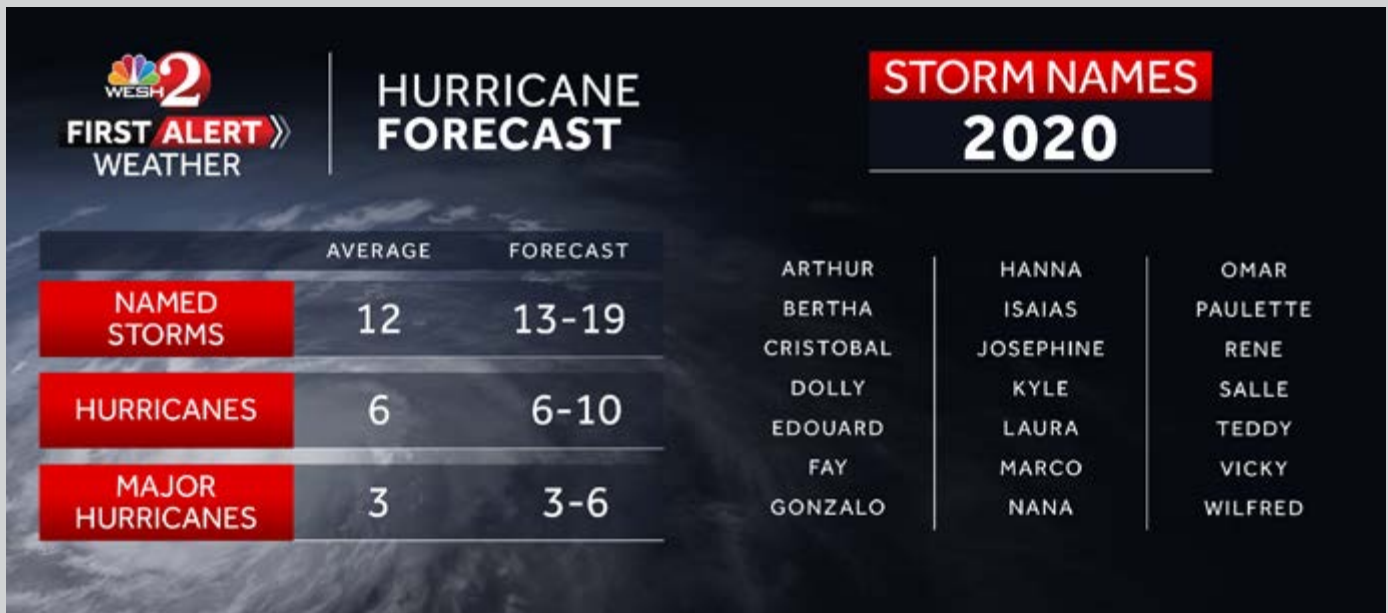 WESH 2
FIRST ALERT
WEATHER
HURRICANE
FORECAST
AVERAGE FORECAST
NAMED
STORMS
12 13-19
HURRICANES 6 6-10
MAJOR
HURRICANES
3 3-6
STORM NAMES
2020
ARTHUR
BERTHA
CRISTOBAL
DOLLY
EDOUARD
FAY
GONZALO
HANNA
ISAIAS
JOSEPHINE
KYLE
LAURA
MARCO
NANA
OMAR
PAULETTE
RENE
SALLE
TEDDY
VICKY
WILFRED